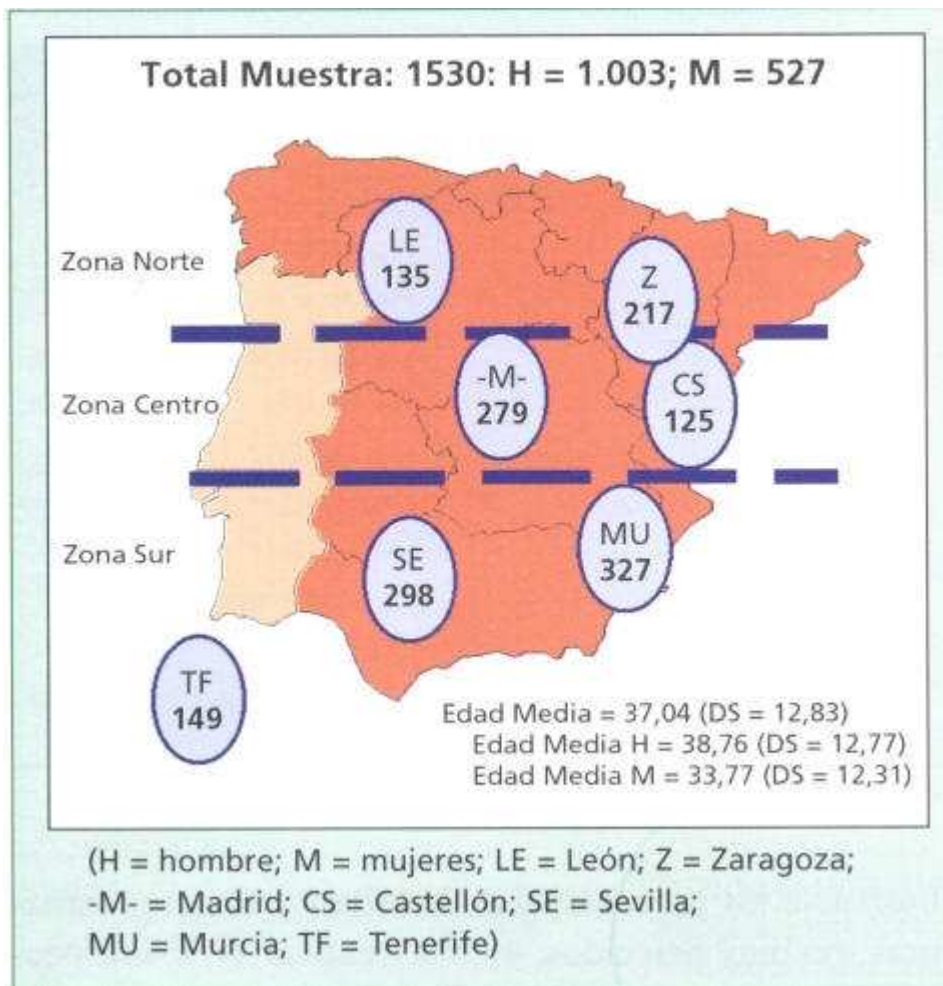 Total Muestra: 1530: H = 1.003; M = 527
LE
135
Zona Norte
Z
217
-M-
279
CS
125
Zona Centro
MU
327
Zona Sur
SE
298
TF
149
Edad Media = 37,04 (DS = 12,83)
Edad Media H = 38,76 (DS = 12,77)
Edad Media M = 33,77 (DS = 12,31)
(H = hombre; M = mujeres; LE = León; Z = Zaragoza;
-M- = Madrid; CS = Castellón; SE = Sevilla;
MU = Murcia; TF = Tenerife)